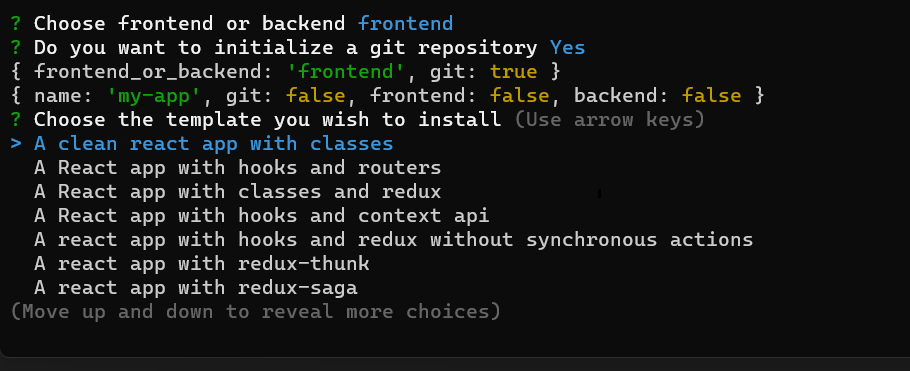 ? Choose frontend or backend frontend
? Do you want to initialize a git repository Yes
{ frontend_or_backend: 'frontend', git: true }
{ name: 'my-app', git: false, frontend: false, backend: false }
? Choose the template you wish to install (Use arrow keys)
> A clean react app with classes
A React app with hooks and routers
A React app with classes and redux
A React app with hooks and context api
A react app with hooks and redux without synchronous actions
A react app with redux-thunk
A react app with redux-saga
(Move up and down to reveal more choices)